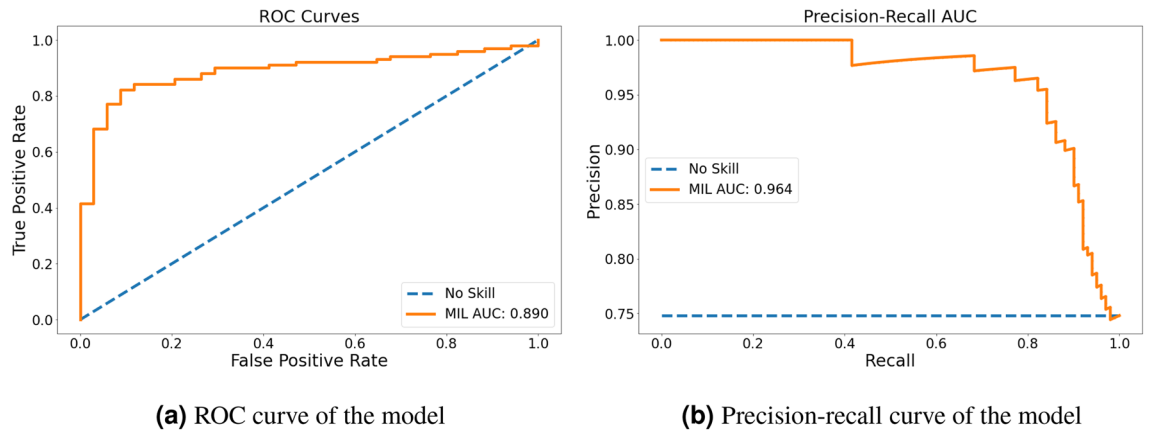 ROC Curves
1.0
0.8
0.6
0.4
0.2
0.0
True Positive Rate
No Skill
MIL AUC: 0.890
0.0 0.2 0.4 0.6 0.8 1.0
False Positive Rate
(a) ROC curve of the model
Precision-Recall AUC
1.00
0.95
0.90
0.85
0.80
0.75
Precision
No Skill
MIL AUC: 0.964
0.0 0.2 0.4 0.6 0.8 1.0
Recall
(b) Precision-recall curve of the model